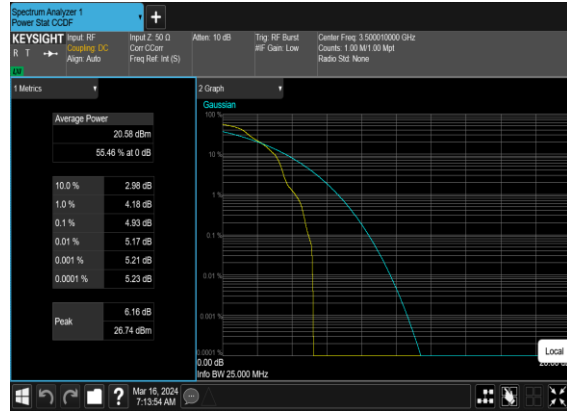 Spectrum Analyzer 1
Power Stat CCDF
KEYSIGHT Input: RF Input Z: 50 Ω Atten: 10 dB Trig: RF Burst Center Freq: 3.500010000 GHz
R T Coupling: DC Corr CCorr #IF Gain: Low Counts: 1.00 M/1.00 Mpt
Align: Auto Freq Ref: Int (S) Radio Std: None
1 Metrics 2 Graph
Average Power
20.58 dBm
55.46 % at 0 dB
10.0 % 2.98 dB
1.0 % 4.18 dB
0.1 % 4.93 dB
0.01 % 5.17 dB
0.001 % 5.21 dB
0.0001 % 5.23 dB
Peak 6.16 dB
26.74 dBm
Gaussian
100 %
10 %
1 %
0.1 %
0.01 %
0.001 %
0.0001 %
0.00 dB
Info BW 25.000 MHz
Local
Mar 16, 2024
7:13:54 AM